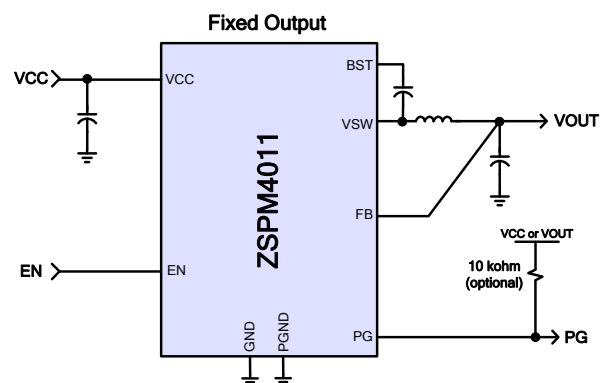 Fixed Output
VCC
VCC
BST
VSW
VOUT
ZSPM4011
FB
VCC or VOUT
EN
EN
10 kohm
(optional)
GND
PGND
PG
PG